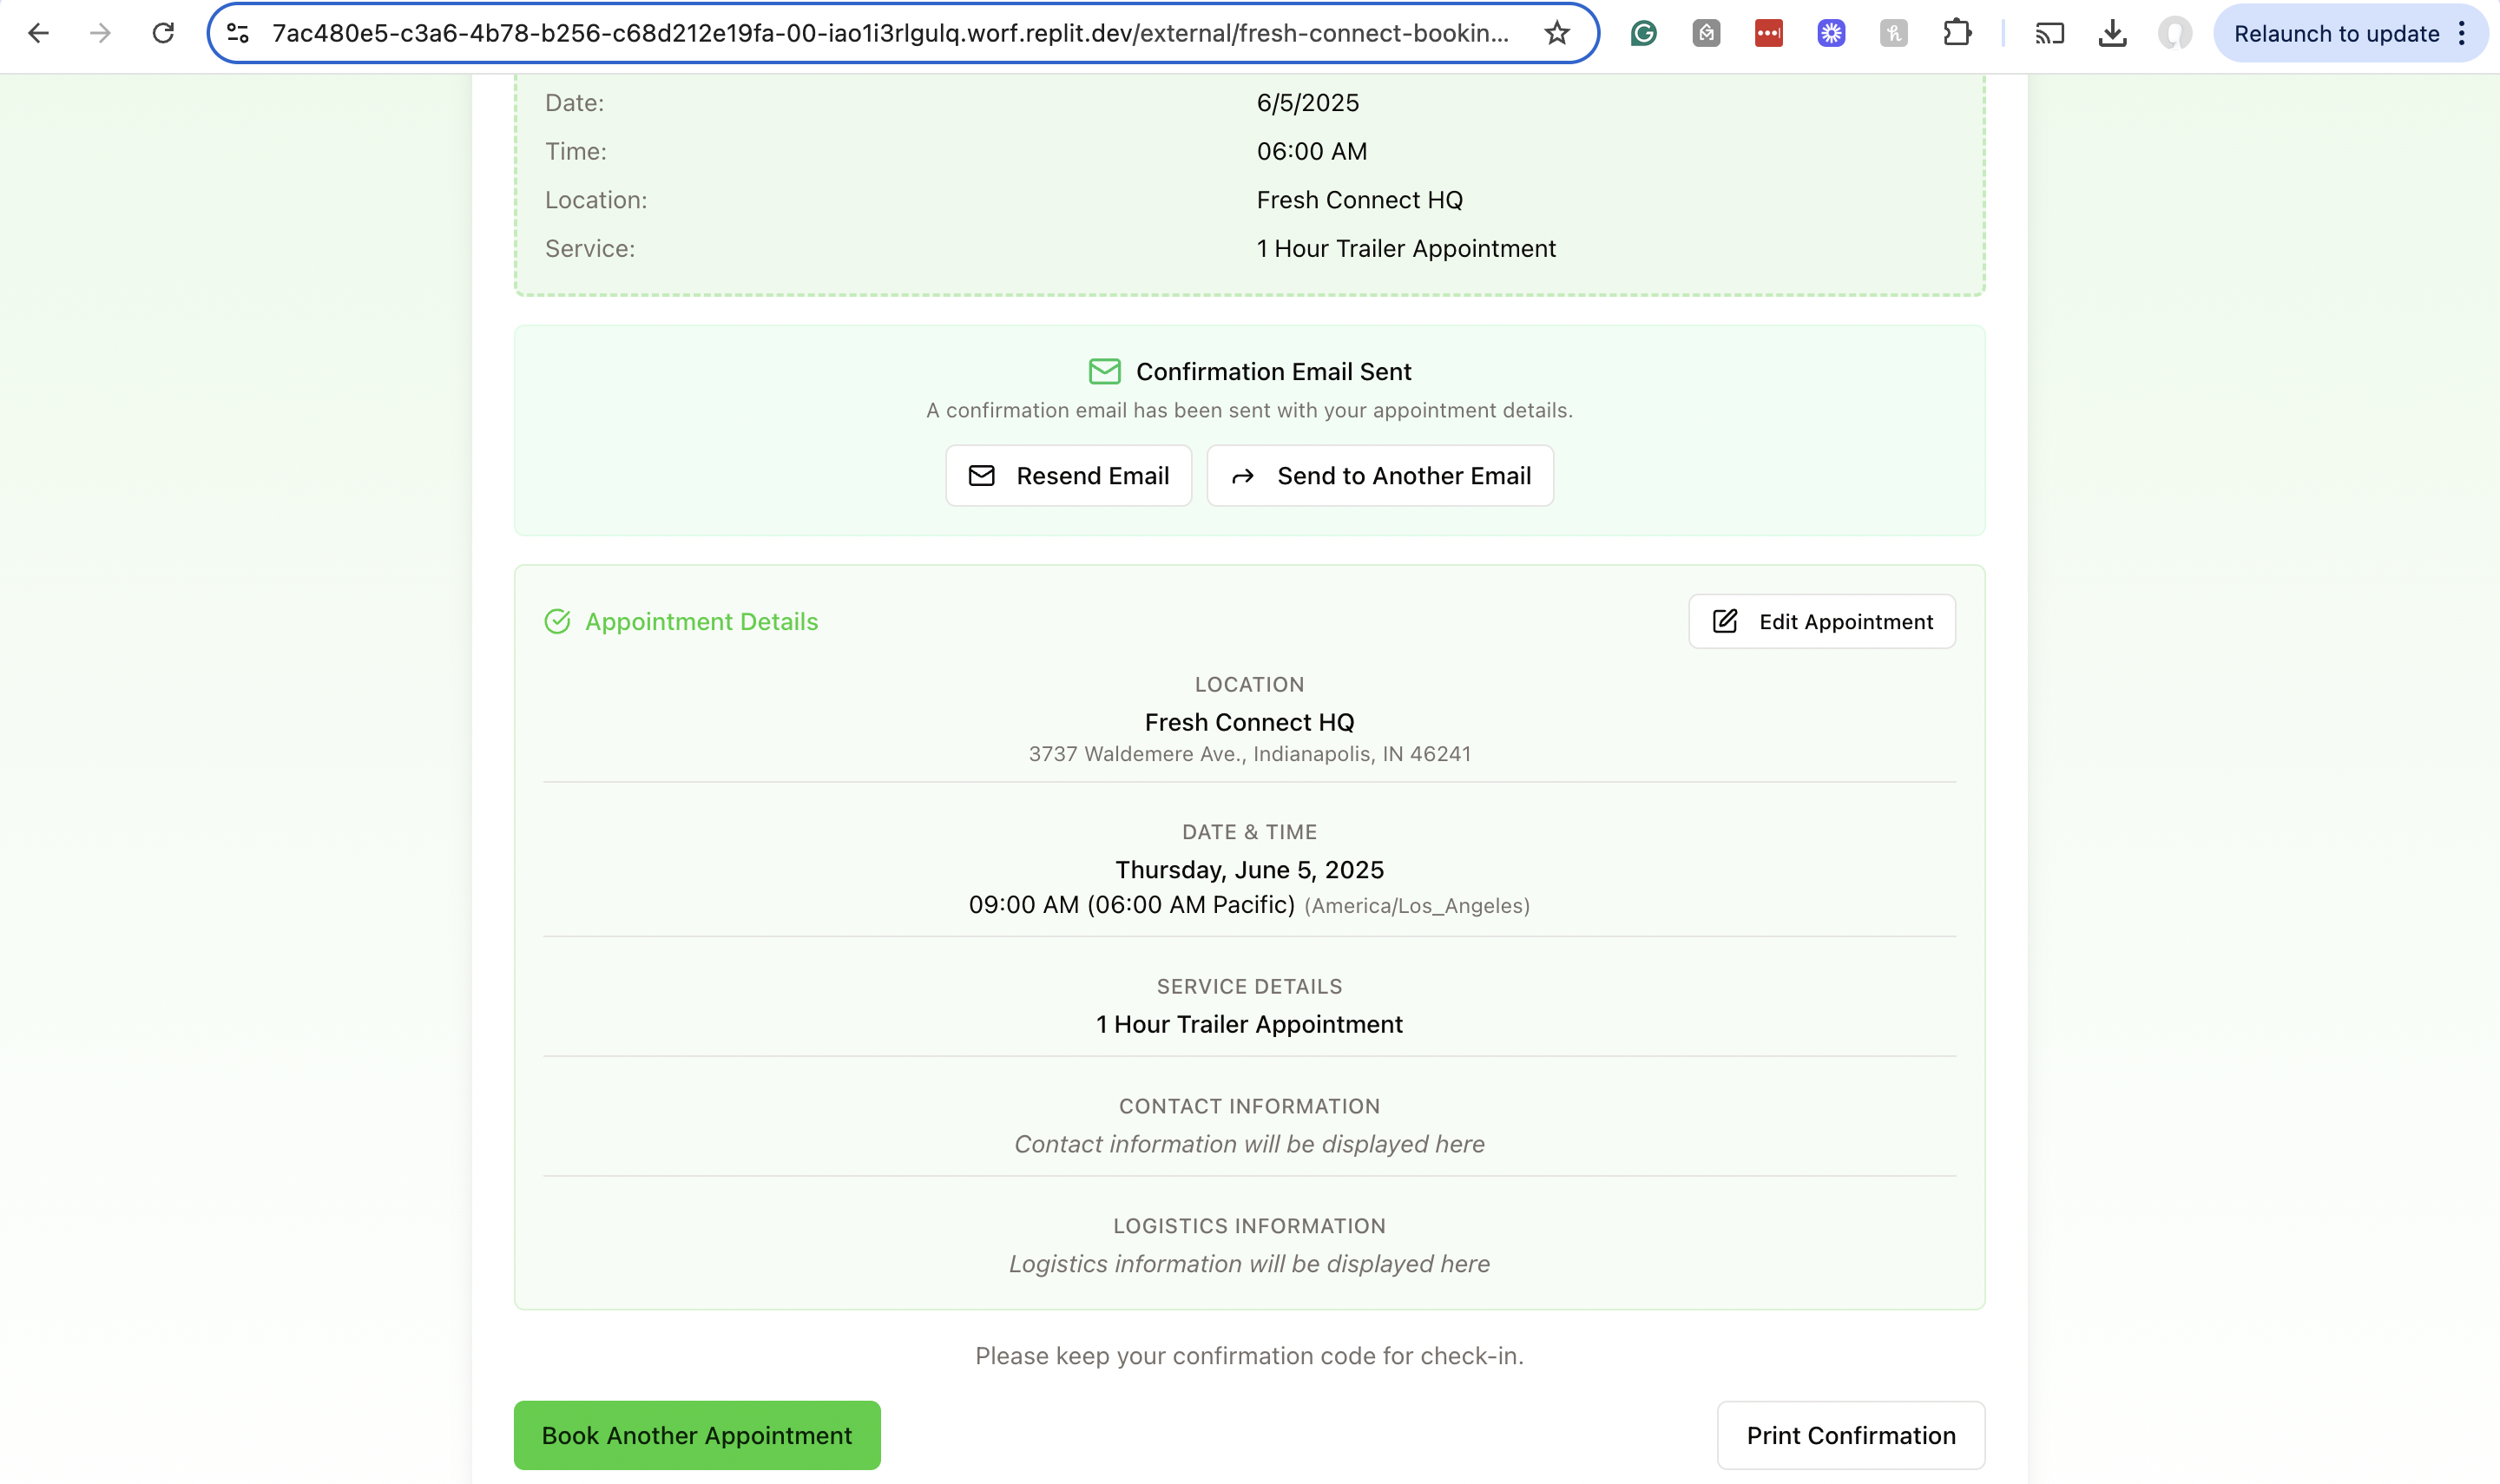 7ac480e5-c3a6-4b78-b256-c68d212e19fa-00-iao1i3rlgulq.worf.replit.dev/external/fresh-connect-bookin...
Relaunch to update
Date: 6/5/2025
Time: 06:00 AM
Location: Fresh Connect HQ
Service: 1 Hour Trailer Appointment
Confirmation Email Sent
A confirmation email has been sent with your appointment details.
Resend Email
Send to Another Email
Appointment Details
Edit Appointment
LOCATION
Fresh Connect HQ
3737 Waldemere Ave., Indianapolis, IN 46241
DATE & TIME
Thursday, June 5, 2025
09:00 AM (06:00 AM Pacific) (America/Los_Angeles)
SERVICE DETAILS
1 Hour Trailer Appointment
CONTACT INFORMATION
Contact information will be displayed here
LOGISTICS INFORMATION
Logistics information will be displayed here
Please keep your confirmation code for check-in.
Book Another Appointment
Print Confirmation